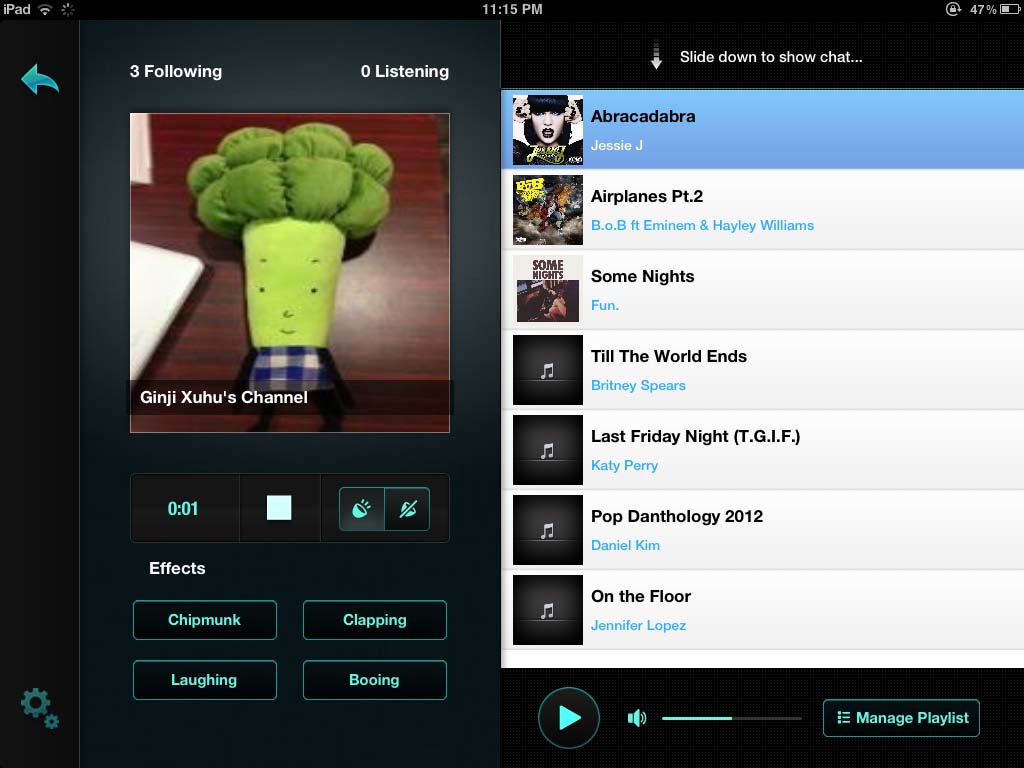 iPad 11:15 PM 47%
3 Following 0 Listening
Ginji Xuhu's Channel
0:01
Effects
Chipmunk Clapping
Laughing Booing
Slide down to show chat...
Abracadabra
Jessie J
Airplanes Pt.2
B.o.B ft Eminem & Hayley Williams
SOME
NIGHTS
Some Nights
Fun.
Till The World Ends
Britney Spears
Last Friday Night (T.G.I.F.)
Katy Perry
Pop Danthology 2012
Daniel Kim
On the Floor
Jennifer Lopez
Manage Playlist